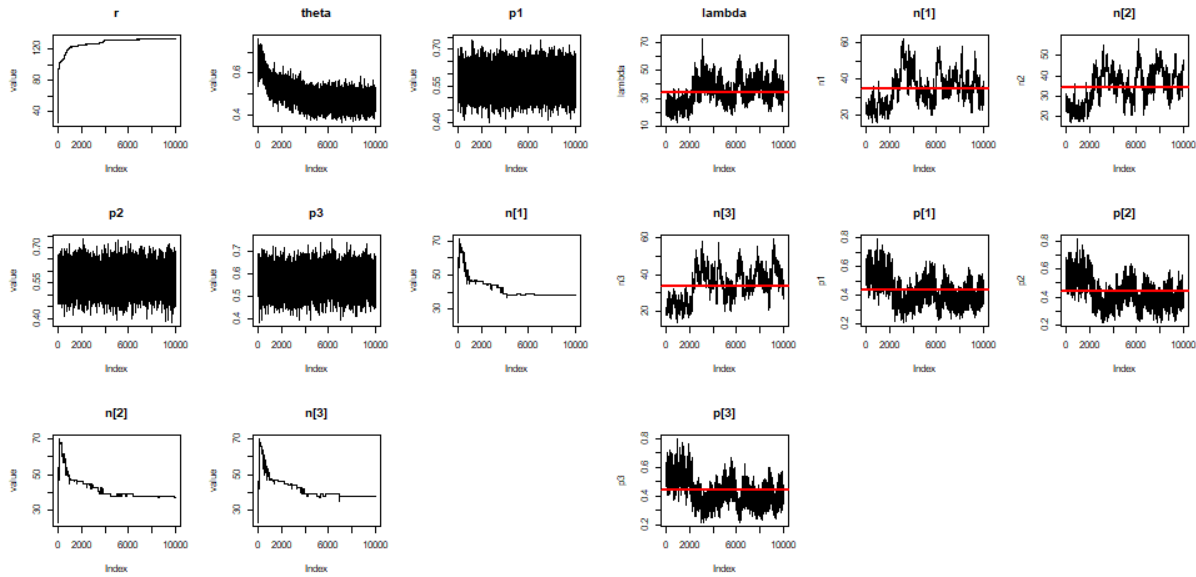 r theta p1 lambda n[1] n[2]
value 40 80 120
value 0.4 0.6
value 0.40 0.55 0.70
lambda 10 30 50 70
n1 20 40 60
n2 20 30 40 50
0 2000 6000 10000
0 2000 6000 10000
0 2000 6000 10000
0 2000 6000 10000
0 2000 6000 10000
0 2000 6000 10000
Index Index Index Index Index Index
p2 p3 n[1] n[3] p[1] p[2]
value 0.40 0.55 0.70
value 0.4 0.5 0.6 0.7
value 30 50 70
n3 20 40 60
p1 0.2 0.4 0.6 0.8
p2 0.2 0.4 0.6 0.8
0 2000 6000 10000
0 2000 6000 10000
0 2000 6000 10000
0 2000 6000 10000
0 2000 6000 10000
0 2000 6000 10000
Index Index Index Index Index Index
n[2] n[3] p[3]
value 30 50 70
value 30 50 70
p3 0.2 0.4 0.6 0.8
0 2000 6000 10000
0 2000 6000 10000
0 2000 6000 10000
Index Index Index